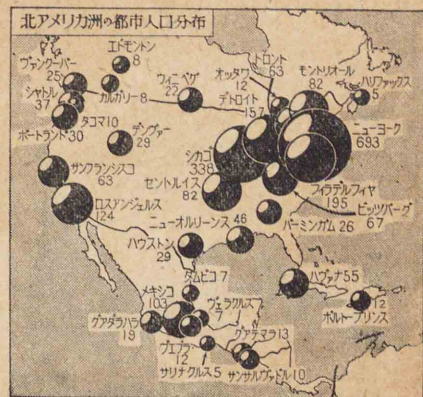 北アメリカ洲の都市人口分布
エドモントン
8
ヴァンクーバー
25
カルガリー8
シャトル
37
タコマ10
ポートランド30
ウィニペグ
22
オッタワ
12
トロント
63
モントリオール
82
ハリファックス
5
デトロイト
157
ニューヨーク
693
デンヴァー
29
シカゴ
338
サンフランシスコ
63
セントルイス
82
フィラデルフィヤ
195
ピッツバーグ
67
ロスアンジェルス
124
バーミンガム 26
ニューオルリーンス 46
ハウストン
29
タムピコ 7
ハヴァナ55
メキシコ
103
ヴェラクルス
7
12
ポルトープリンス
グアダラハラ
19
グアテマラ13
プエブラ
12
サリナクルス5
サンサルヴァドル10